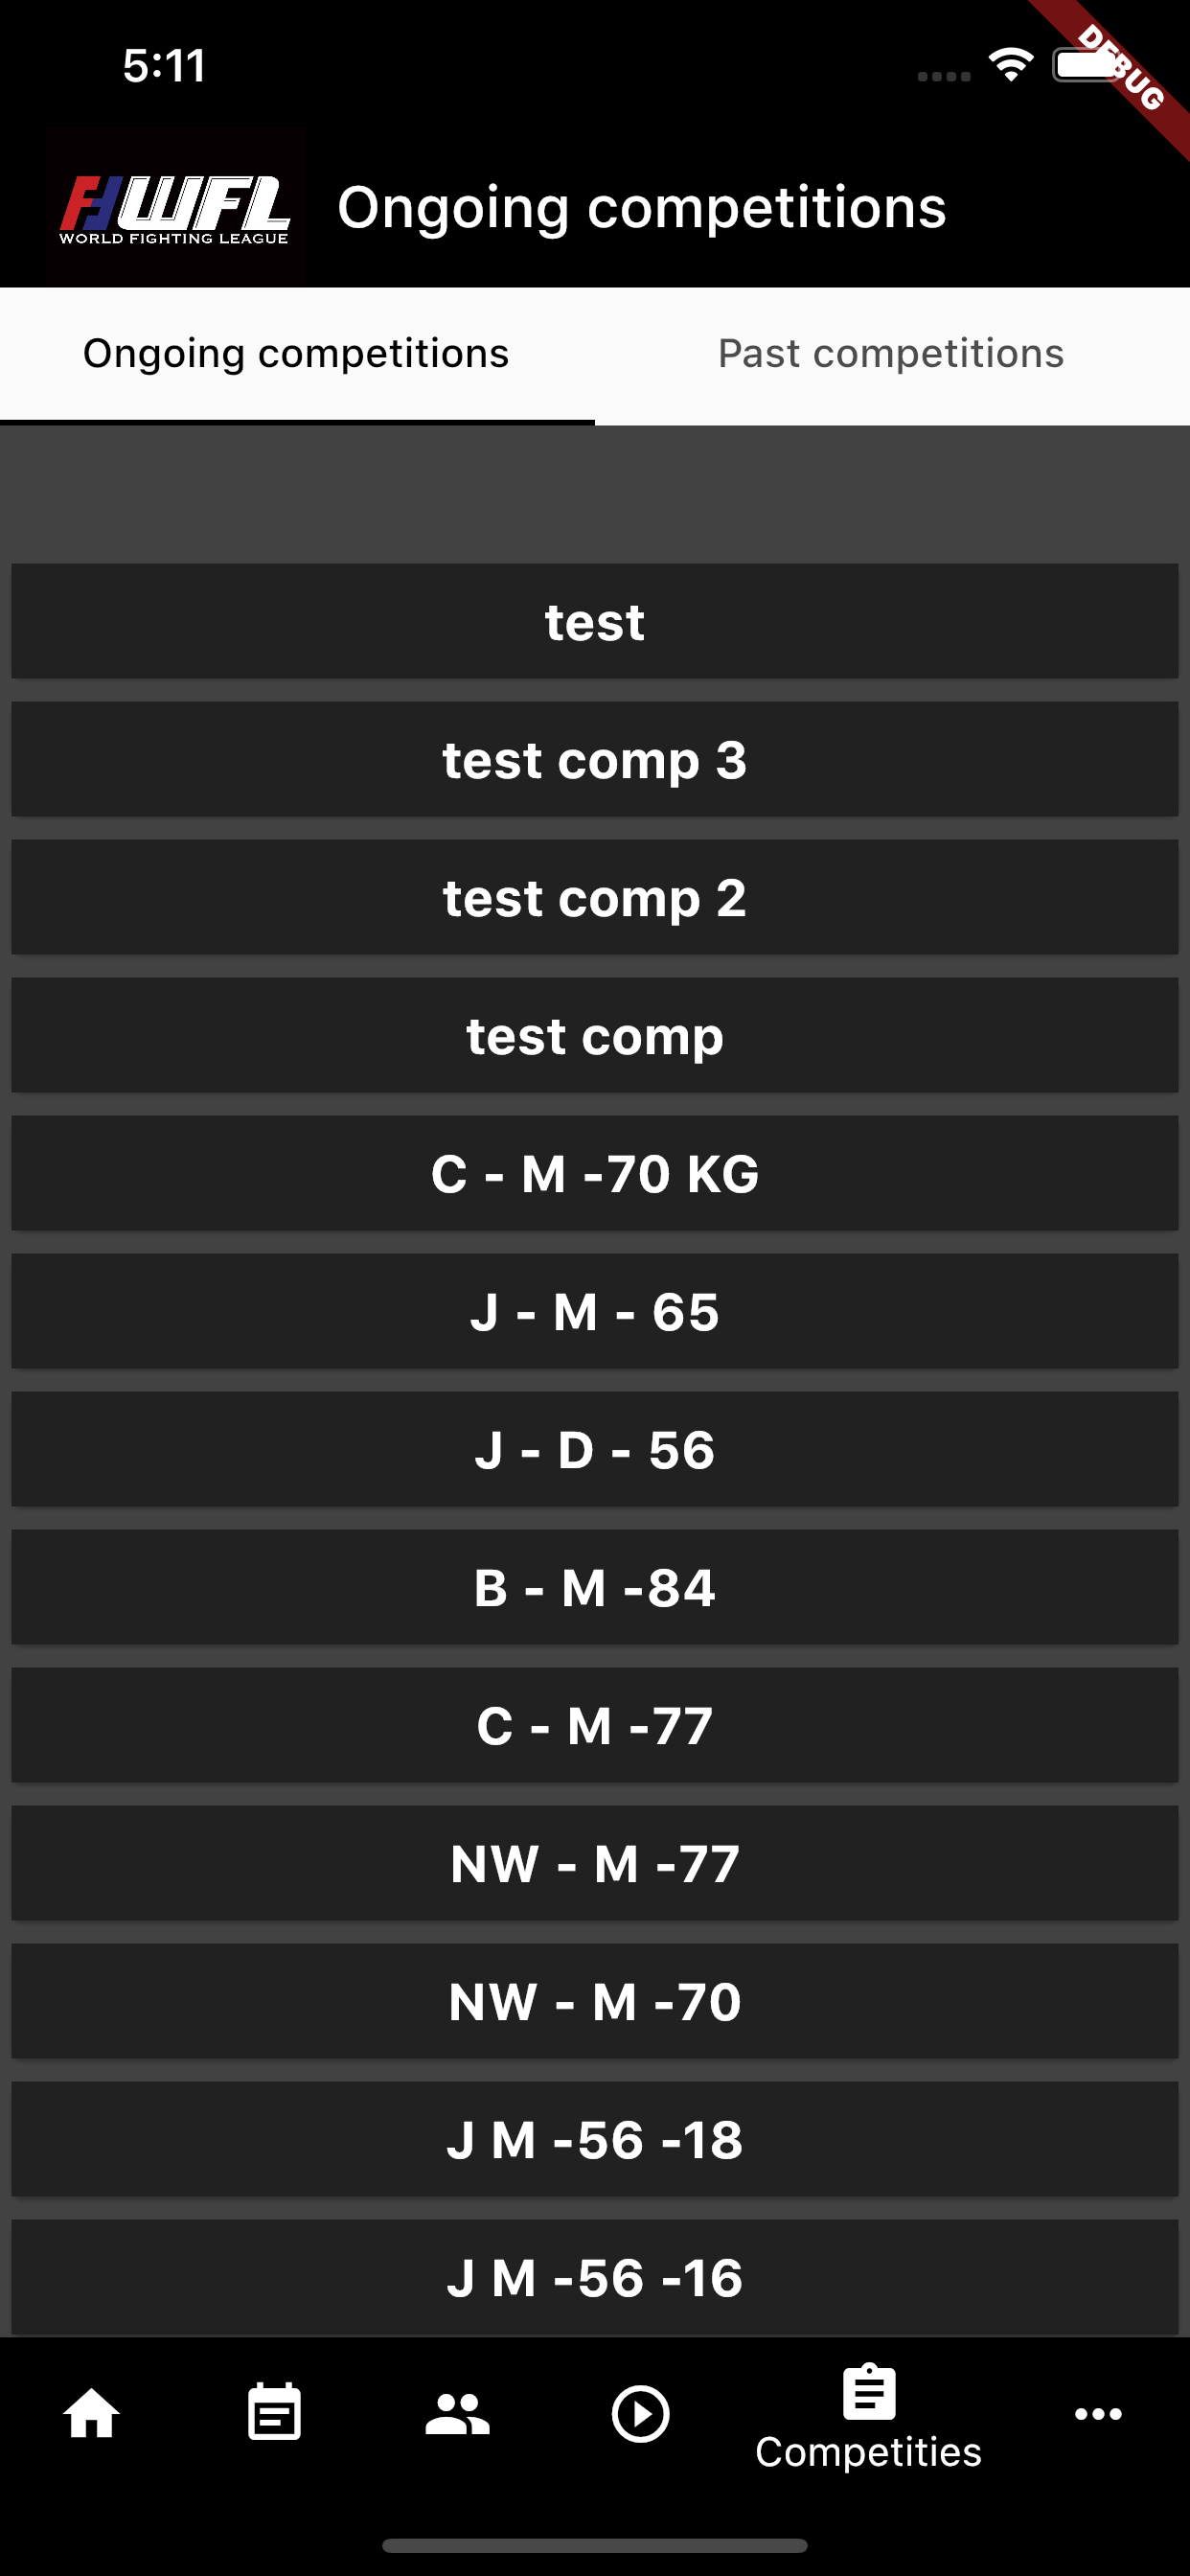 5:11
DEBUG
WFL
WORLD FIGHTING LEAGUE
Ongoing competitions
Ongoing competitions
Past competitions
test
test comp 3
test comp 2
test comp
C - M -70 KG
J - M - 65
J - D - 56
B - M -84
C - M -77
NW - M -77
NW - M -70
J M -56 -18
J M -56 -16
Competities